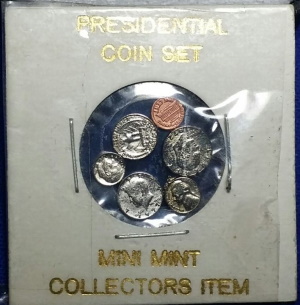 PRESIDENTIAL
COIN SET
MINI MINT
COLLECTORS ITEM